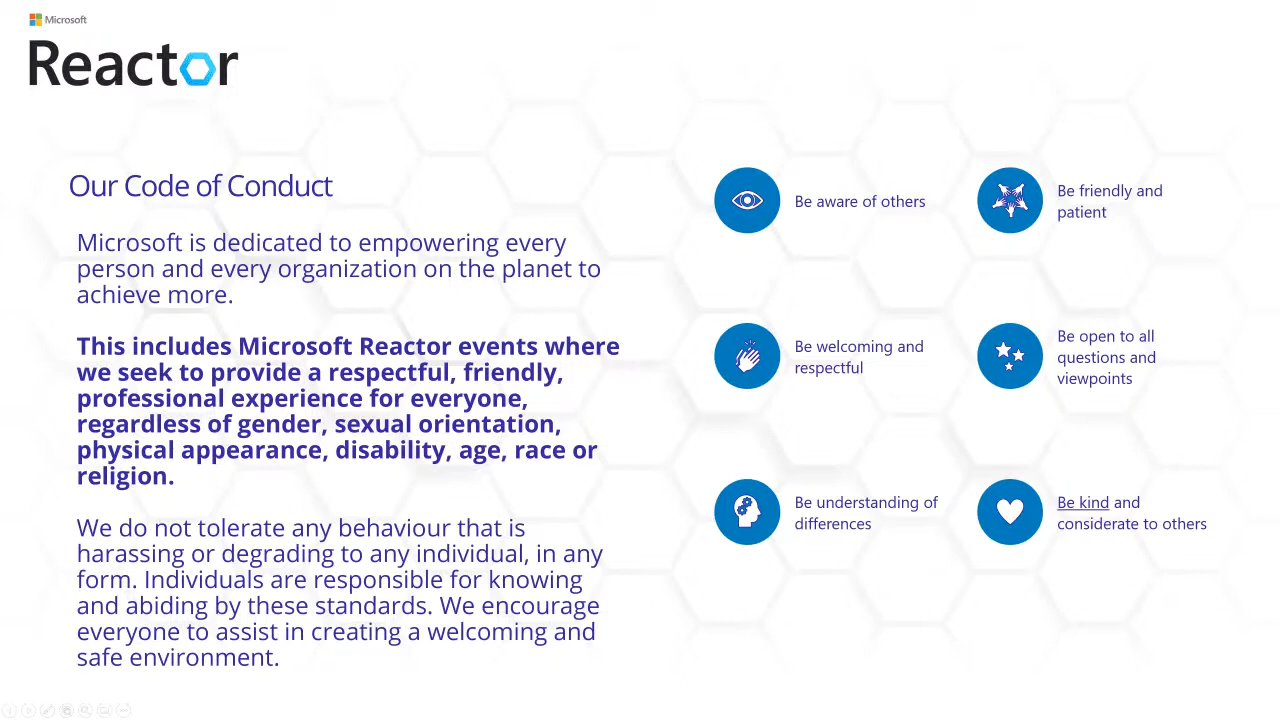 Microsoft
Reactor
Our Code of Conduct
Microsoft is dedicated to empowering every
person and every organization on the planet to
achieve more.
This includes Microsoft Reactor events where
we seek to provide a respectful, friendly,
professional experience for everyone,
regardless of gender, sexual orientation,
physical appearance, disability, age, race or
religion.
We do not tolerate any behaviour that is
harassing or degrading to any individual, in any
form. Individuals are responsible for knowing
and abiding by these standards. We encourage
everyone to assist in creating a welcoming and
safe environment.
Be aware of others
Be friendly and
patient
Be welcoming and
respectful
Be open to all
questions and
viewpoints
Be understanding of
differences
Be kind and
considerate to others